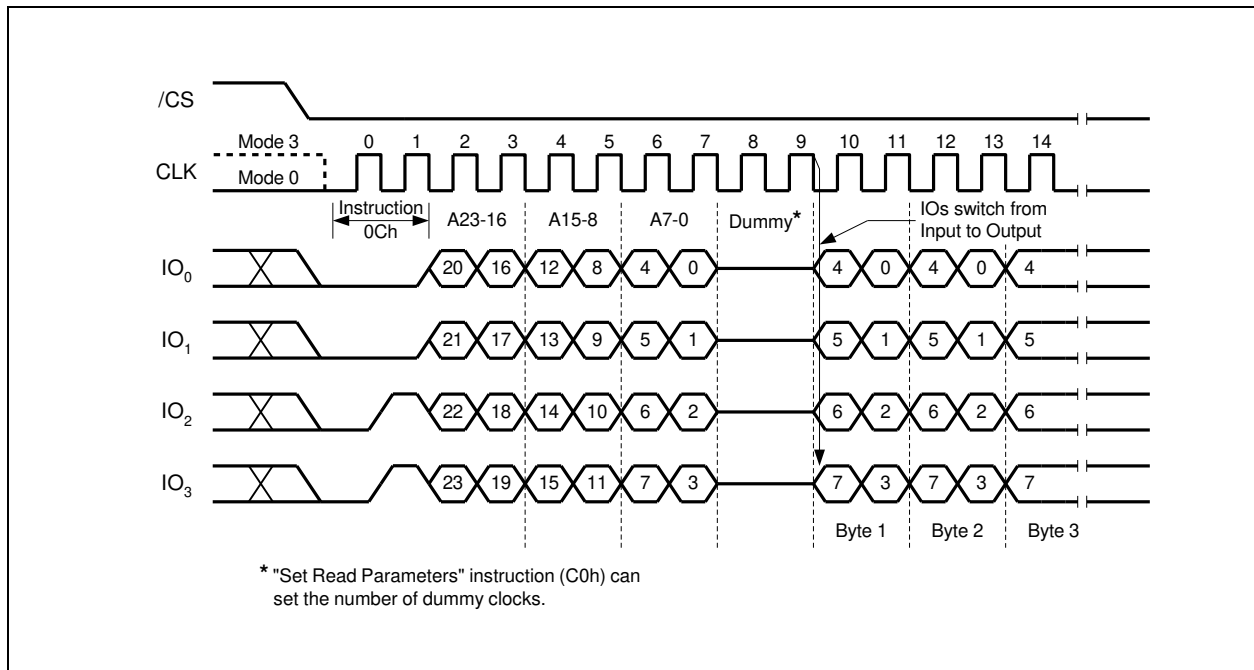 /CS
Mode 3
0 1 2 3 4 5 6 7 8 9 10 11 12 13 14
CLK
Mode 0
Instruction
0Ch
A23-16 A15-8 A7-0 Dummy*
IOs switch from
Input to Output
IO0 20 16 12 8 4 0 4 0 4 0 4
IO1 21 17 13 9 5 1 5 1 5 1 5
IO2 22 18 14 10 6 2 6 2 6 2 6
IO3 23 19 15 11 7 3 7 3 7 3 7
Byte 1 Byte 2 Byte 3
* "Set Read Parameters" instruction (C0h) can
set the number of dummy clocks.